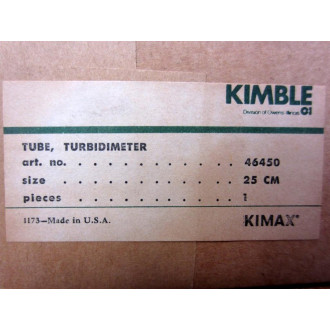 KIMBLE
Division of Owens-Illinois OI
TUBE, TURBIDIMETER
art. no. . . . . . . . . . . . 46450
size . . . . . . . . . . . . 25 CM
pieces . . . . . . . . . . . 1
1173—Made in U.S.A. KIMAX®